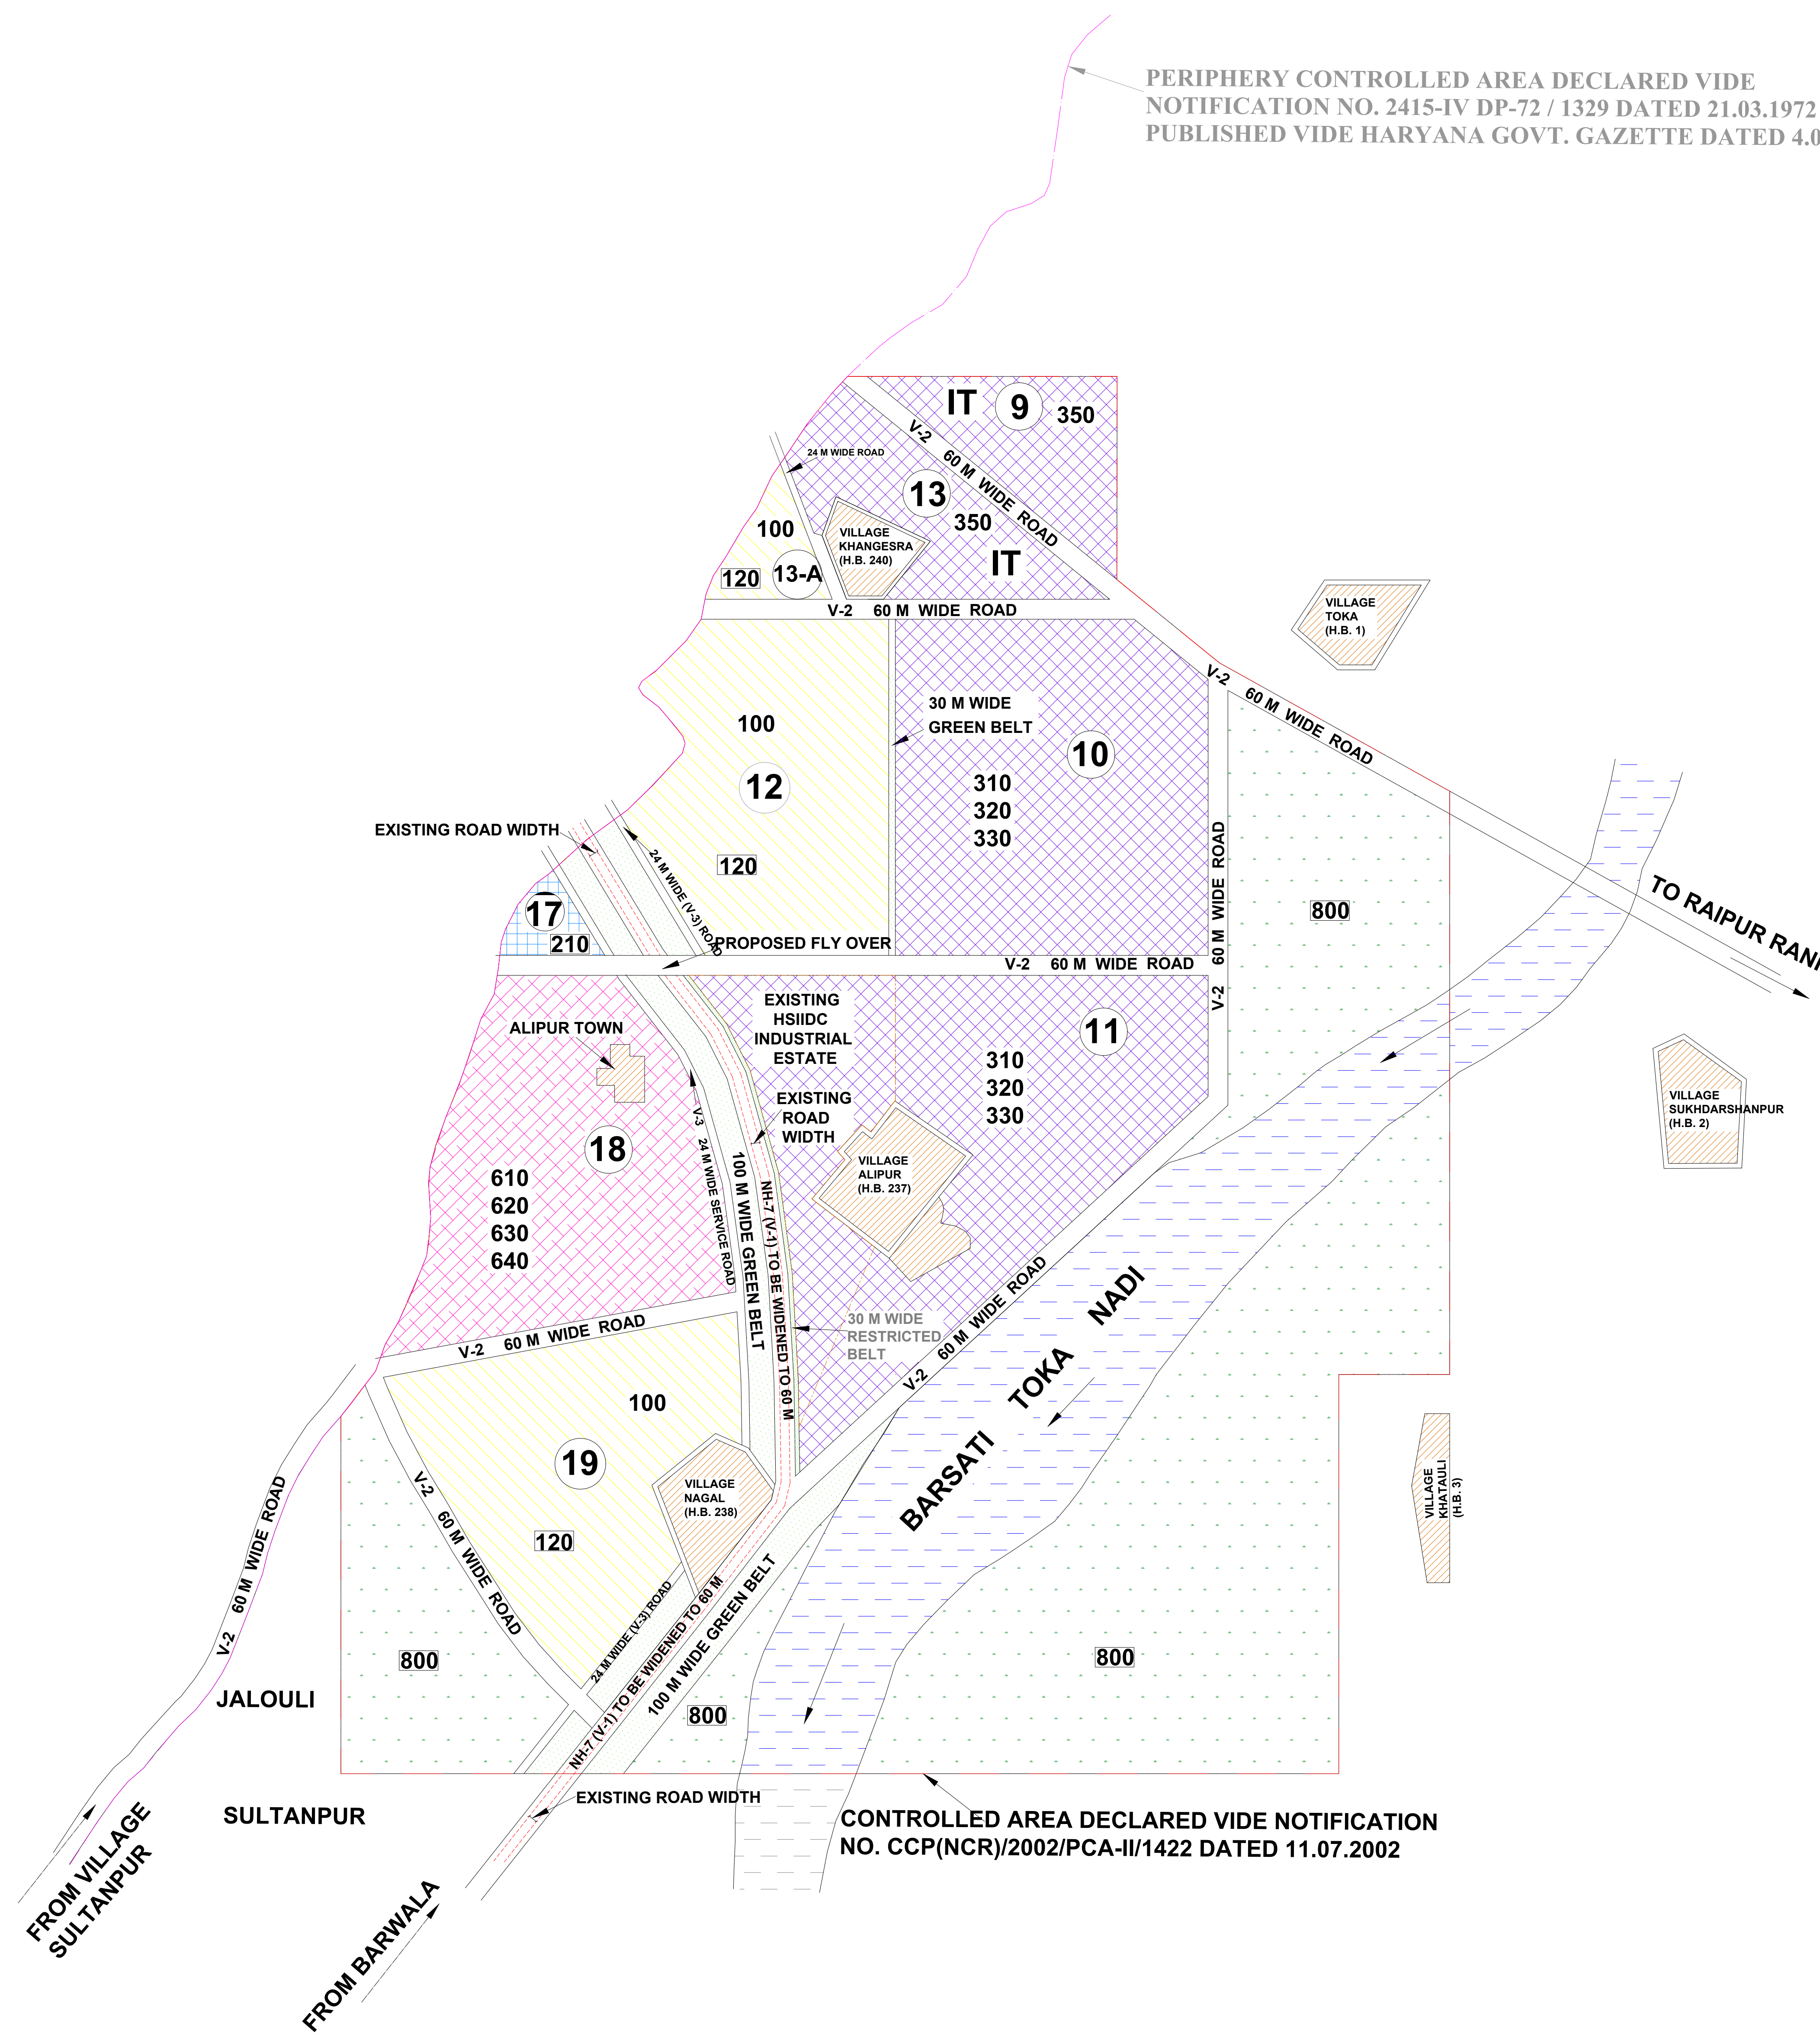 PERIPHERY CONTROLLED AREA DECLARED VIDE
NOTIFICATION NO. 2415-IV DP-72 / 1329 DATED 21.03.1972
PUBLISHED VIDE HARYANA GOVT. GAZETTE DATED 4.0
IT
9
350
V-2 60 M WIDE ROAD
24 M WIDE ROAD
13
350
IT
100
120
13-A
VILLAGE
KHANGESRA
(H.B. 240)
V-2 60 M WIDE ROAD
VILLAGE
TOKA
(H.B. 1)
V-2 60 M WIDE ROAD
30 M WIDE
GREEN BELT
100
12
120
10
310
320
330
EXISTING ROAD WIDTH
24 M WIDE (V-3) ROAD
V-2 60 M WIDE ROAD
800
TO RAIPUR RANI
17
210
PROPOSED FLY OVER
V-2 60 M WIDE ROAD
EXISTING
HSIIDC
INDUSTRIAL
ESTATE
11
310
320
330
ALIPUR TOWN
EXISTING
ROAD
WIDTH
18
610
620
630
640
V-3 24 M WIDE SERVICE ROAD
100 M WIDE GREEN BELT
NH-7 (V-1) TO BE WIDENED TO 60 M
VILLAGE
ALIPUR
(H.B. 237)
VILLAGE
SUKHDARSHANPUR
(H.B. 2)
30 M WIDE
RESTRICTED
BELT
V-2 60 M WIDE ROAD
V-2 60 M WIDE ROAD
BARSATI TOKA NADI
100
19
120
VILLAGE
NAGAL
(H.B. 238)
VILLAGE
KHATAULI
(H.B. 3)
V-2 60 M WIDE ROAD
V-2 60 M WIDE ROAD
24 M WIDE (V-3) ROAD
NH-7 (V-1) TO BE WIDENED TO 60 M
100 M WIDE GREEN BELT
800
800
800
JALOULI
SULTANPUR
EXISTING ROAD WIDTH
CONTROLLED AREA DECLARED VIDE NOTIFICATION
NO. CCP(NCR)/2002/PCA-II/1422 DATED 11.07.2002
FROM VILLAGE
SULTANPUR
FROM BARWALA